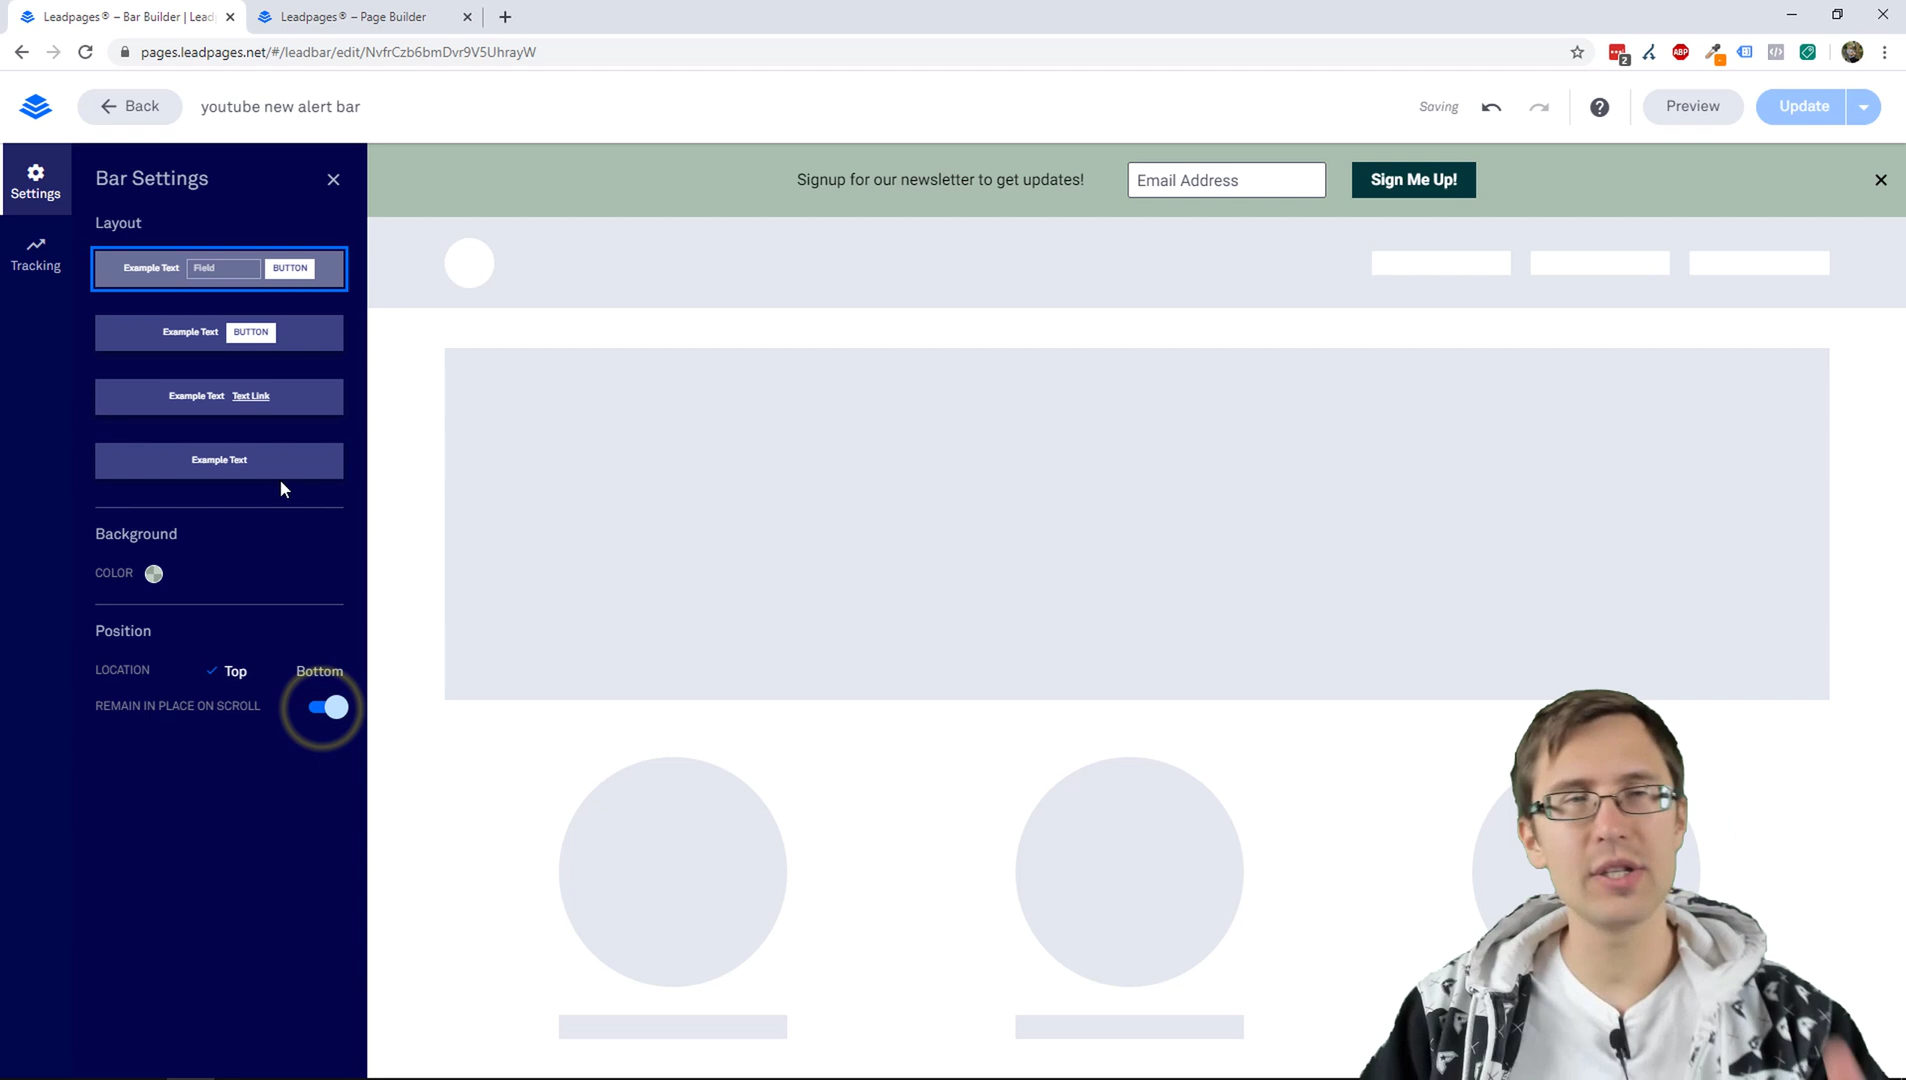 Leadpages® – Bar Builder | Lead
Leadpages® – Page Builder
pages.leadpages.net/#/leadbar/edit/NvfrCzb6bmDvr9V5UhrayW
ABP
2
Back
youtube new alert bar
Saving
Preview
Update
Settings
Tracking
Bar Settings
Layout
Example Text Field BUTTON
Example Text BUTTON
Example Text Text Link
Example Text
Background
COLOR
Position
LOCATION Top Bottom
REMAIN IN PLACE ON SCROLL
Signup for our newsletter to get updates! Email Address Sign Me Up!